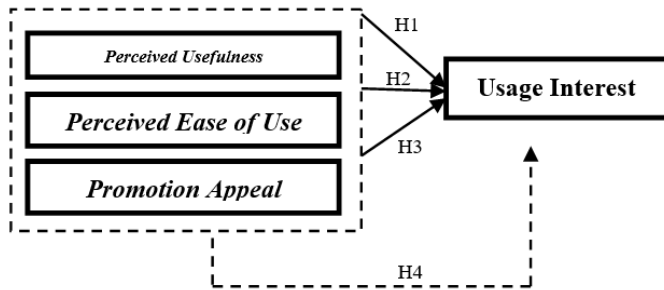 H1
Perceived Usefulness
H2
Usage Interest
Perceived Ease of Use
H3
Promotion Appeal
H4